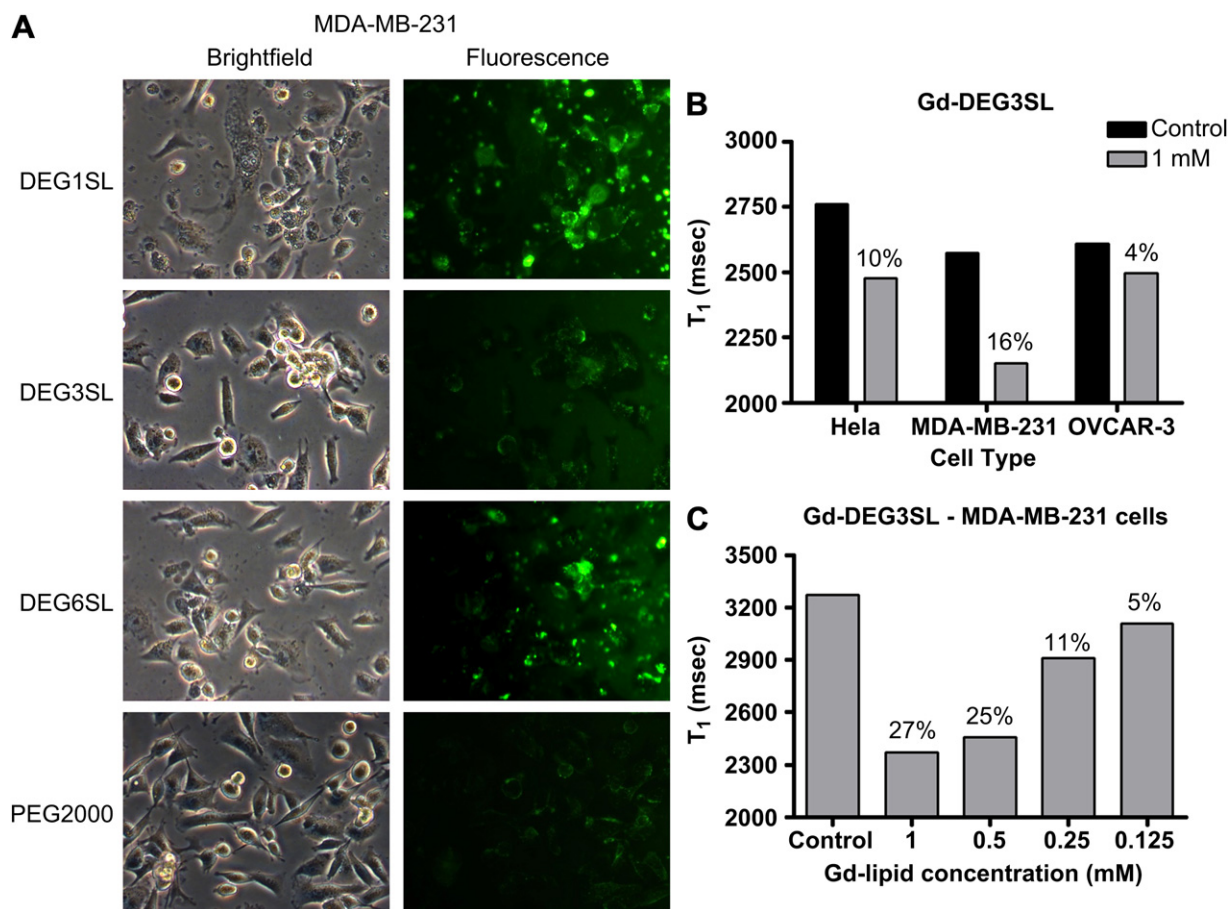 A
MDA-MB-231
Brightfield Fluorescence
DEG1SL
DEG3SL
DEG6SL
PEG2000
B
Gd-DEG3SL
Control
1 mM
T1 (msec)
3000
2750
2500
2250
2000
10%
16%
4%
Hela MDA-MB-231 OVCAR-3
Cell Type
C
Gd-DEG3SL - MDA-MB-231 cells
T1 (msec)
3500
3200
2900
2600
2300
2000
27%
25%
11%
5%
Control 1 0.5 0.25 0.125
Gd-lipid concentration (mM)